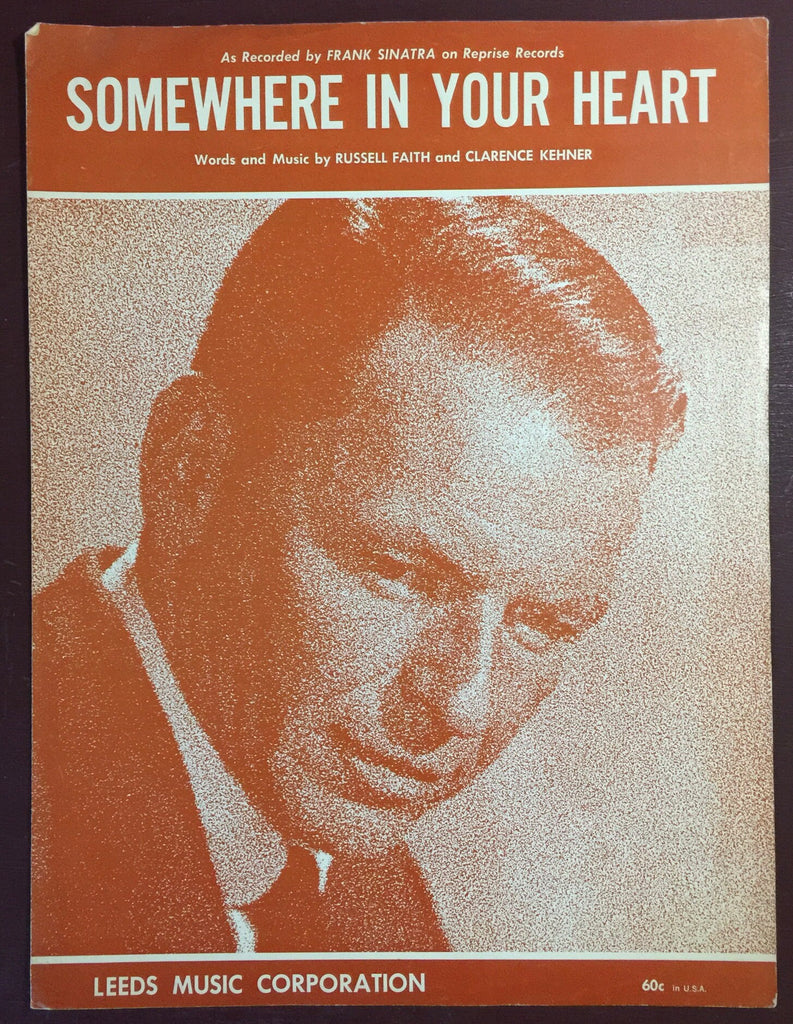 As Recorded by FRANK SINATRA on Reprise Records
SOMEWHERE IN YOUR HEART
Words and Music by RUSSELL FAITH and CLARENCE KEHNER
LEEDS MUSIC CORPORATION
60c in U.S.A.